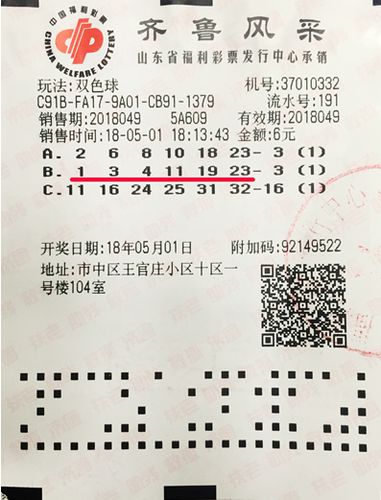 中国福利彩票
CHINA WELFARE LOTTERY
齐鲁风采
山东省福利彩票发行中心承销
玩法:双色球 机号:37010332
C91B-FA17-9A01-CB91-1379 流水号:191
销售期:2018049 5A609 有效期:2018049
销售时间:18-05-01 18:13:43 金额:6元
A. 2 6 8 10 18 23- 3 (1)
B. 1 3 4 11 19 23- 3 (1)
C.11 16 24 25 31 32-16 (1)
开奖日期:18年05月01日 附加码:92149522
地址:市中区王官庄小区十区一
号楼104室